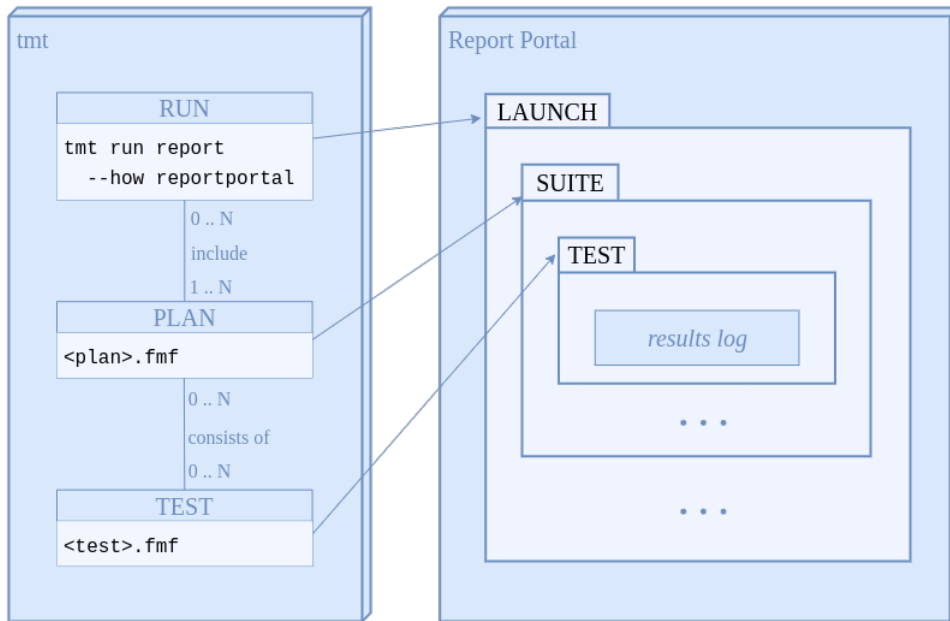 tmt
RUN
tmt run report
--how reportportal
0 .. N
include
1 .. N
PLAN
<plan>.fmf
0 .. N
consists of
0 .. N
TEST
<test>.fmf
Report Portal
LAUNCH
SUITE
TEST
results log
. . .
. . .